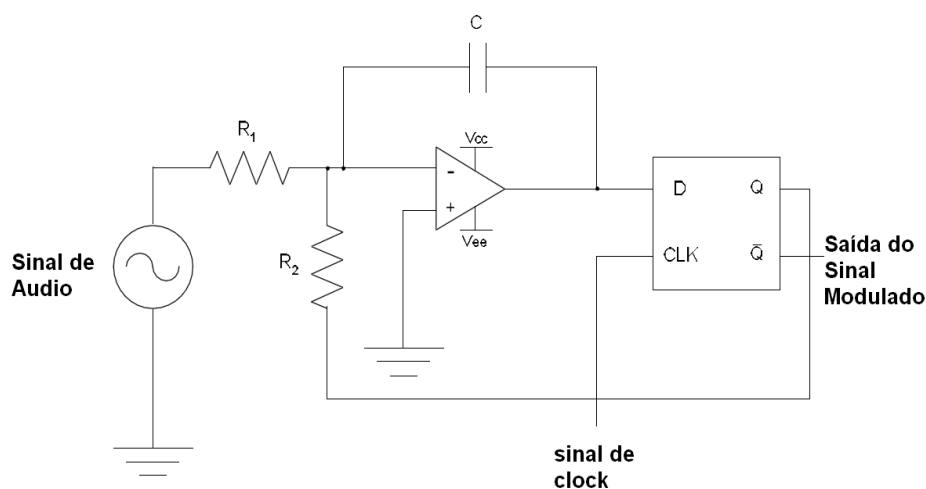 C
R1
Vcc
-
+
Vee
D
Q
CLK
Q̅
R2
Sinal de
Audio
Saída do
Sinal
Modulado
sinal de
clock